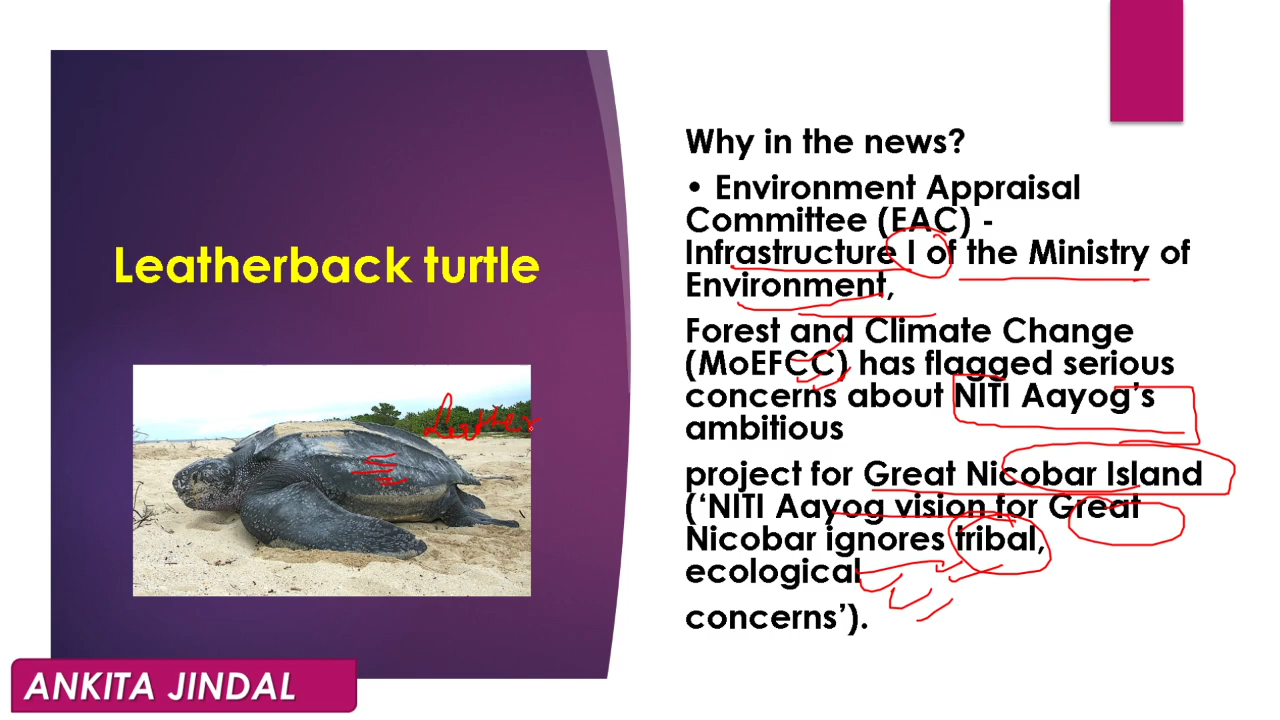 Leatherback turtle
Leather
ANKITA JINDAL
Why in the news?
• Environment Appraisal
Committee (EAC) -
Infrastructure I of the Ministry of
Environment,
Forest and Climate Change
(MoEFCC) has flagged serious
concerns about NITI Aayog’s
ambitious
project for Great Nicobar Island
(‘NITI Aayog vision for Great
Nicobar ignores tribal,
ecological
concerns’).